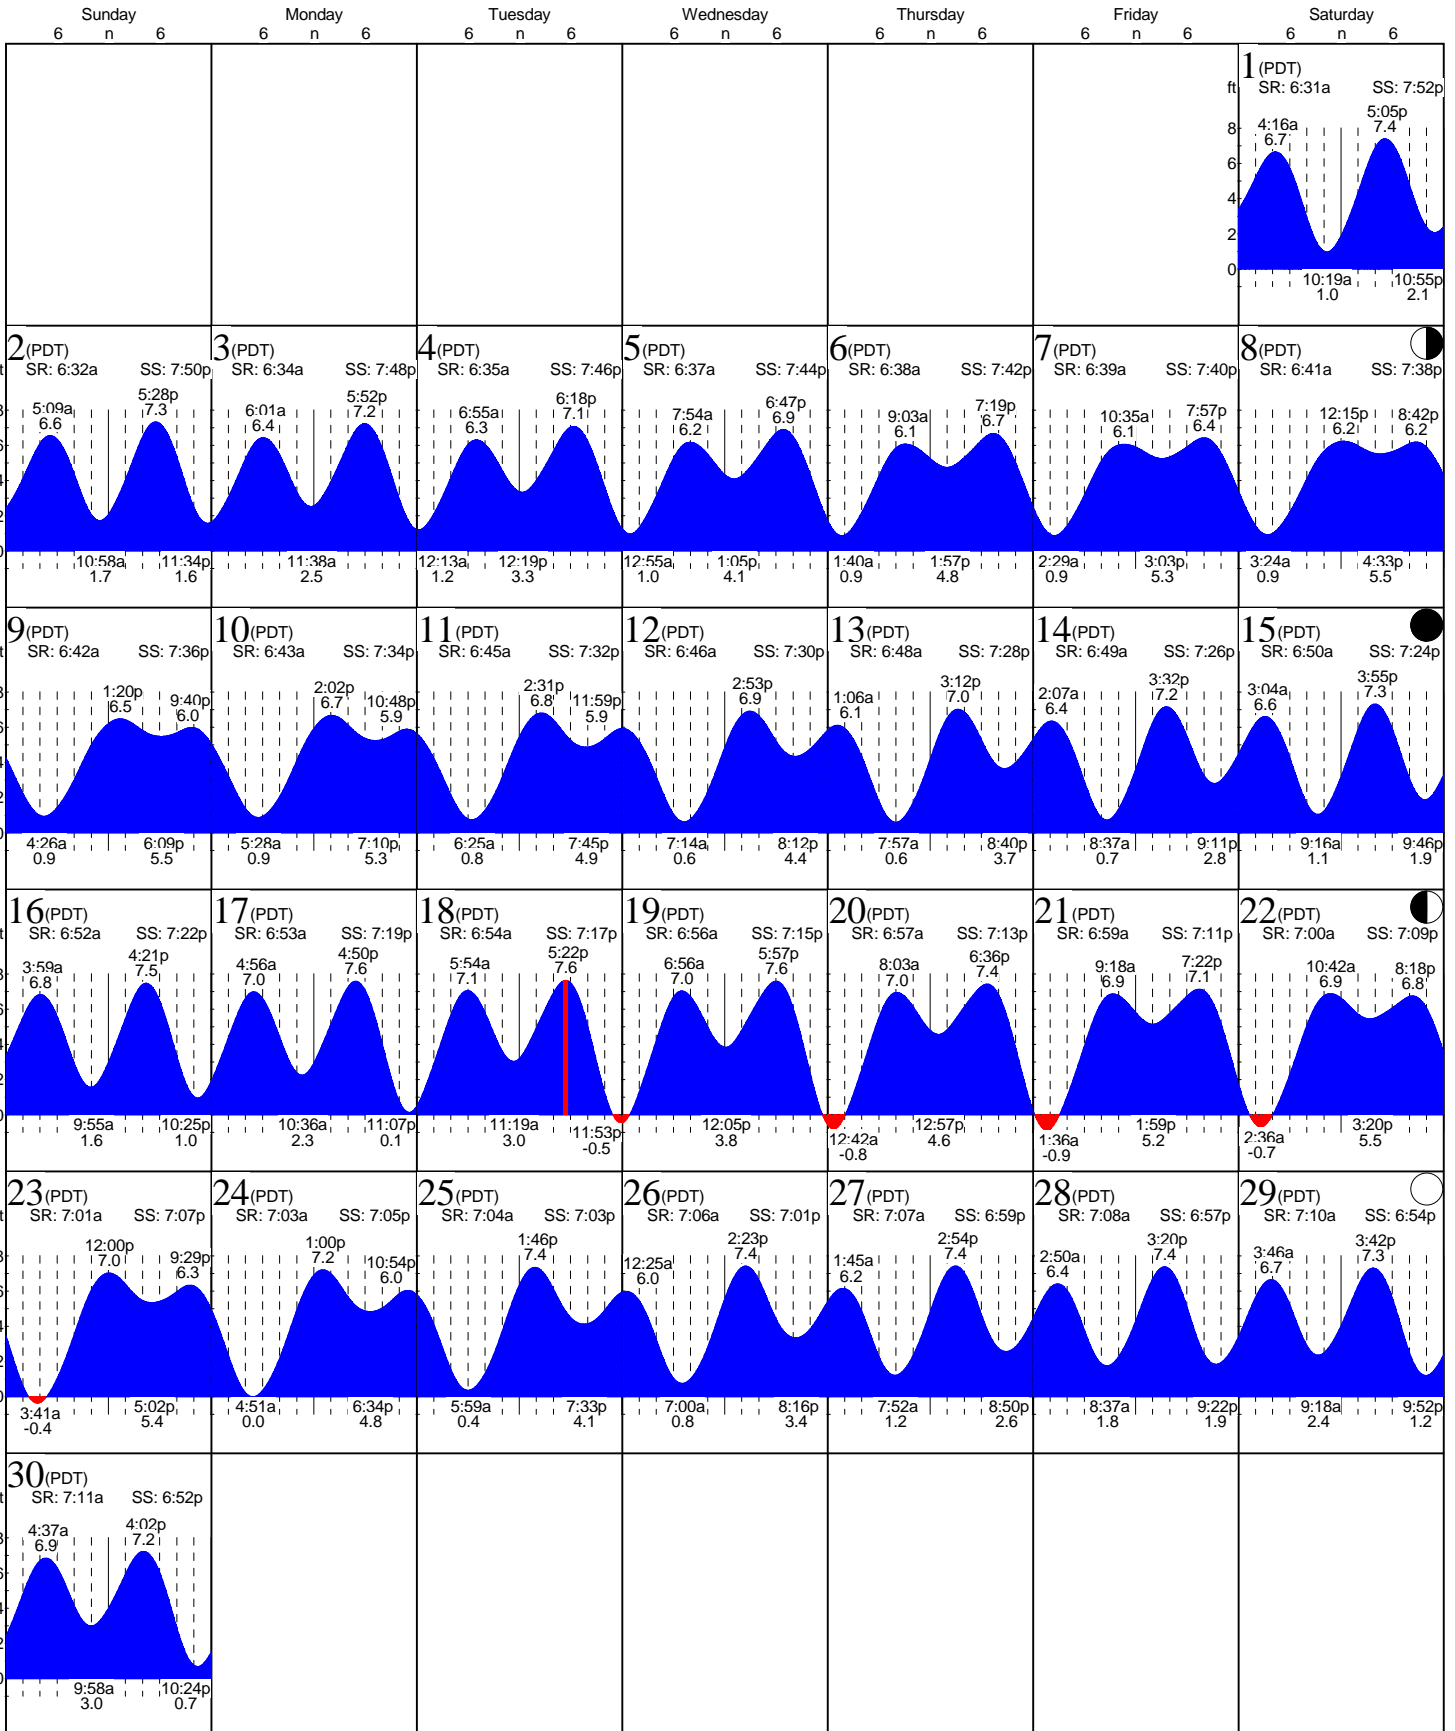 Sunday Monday Tuesday Wednesday Thursday Friday Saturday
6 n 6 6 n 6 6 n 6 6 n 6 6 n 6 6 n 6 6 n 6
1(PDT)
ft SR: 6:31a SS: 7:52p
5:05p
4:16a 7.4
8 6.7
6
4
2
0
10:19a 10:55p
1.0 2.1
2(PDT) 3(PDT) 4(PDT) 5(PDT) 6(PDT) 7(PDT) 8(PDT)
SR: 6:32a SS: 7:50p SR: 6:34a SS: 7:48p SR: 6:35a SS: 7:46p SR: 6:37a SS: 7:44p SR: 6:38a SS: 7:42p SR: 6:39a SS: 7:40p SR: 6:41a SS: 7:38p
5:09a 5:28p 6:01a 5:52p 6:55a 6:18p 7:54a 6:47p 9:03a 7:19p 10:35a 7:57p 12:15p 8:42p
6.6 7.3 6.4 7.2 6.3 7.1 6.2 6.9 6.1 6.7 6.1 6.4 6.2 6.2
10:58a 11:34p 11:38a 12:13a 12:19p 12:55a 1:05p 1:40a 1:57p 2:29a 3:03p 3:24a 4:33p
1.7 1.6 2.5 1.2 3.3 1.0 4.1 0.9 4.8 0.9 5.3 0.9 5.5
9(PDT) 10(PDT) 11(PDT) 12(PDT) 13(PDT) 14(PDT) 15(PDT)
SR: 6:42a SS: 7:36p SR: 6:43a SS: 7:34p SR: 6:45a SS: 7:32p SR: 6:46a SS: 7:30p SR: 6:48a SS: 7:28p SR: 6:49a SS: 7:26p SR: 6:50a SS: 7:24p
1:20p 9:40p 2:02p 10:48p 2:31p 11:59p 2:53p 1:06a 3:12p 2:07a 3:32p 3:04a 3:55p
6.5 6.0 6.7 5.9 6.8 5.9 6.9 6.1 7.0 6.4 7.2 6.6 7.3
4:26a 6:09p 5:28a 7:10p 6:25a 7:45p 7:14a 8:12p 7:57a 8:40p 8:37a 9:11p 9:16a 9:46p
0.9 5.5 0.9 5.3 0.8 4.9 0.6 4.4 0.6 3.7 0.7 2.8 1.1 1.9
16(PDT) 17(PDT) 18(PDT) 19(PDT) 20(PDT) 21(PDT) 22(PDT)
SR: 6:52a SS: 7:22p SR: 6:53a SS: 7:19p SR: 6:54a SS: 7:17p SR: 6:56a SS: 7:15p SR: 6:57a SS: 7:13p SR: 6:59a SS: 7:11p SR: 7:00a SS: 7:09p
3:59a 4:21p 4:56a 4:50p 5:54a 5:22p 6:56a 5:57p 8:03a 6:36p 9:18a 7:22p 10:42a 8:18p
6.8 7.5 7.0 7.6 7.1 7.6 7.0 7.6 7.0 7.4 6.9 7.1 6.9 6.8
9:55a 10:25p 10:36a 11:07p 11:19a 11:53p 12:05p 12:42a 12:57p 1:36a 1:59p 2:36a 3:20p
1.6 1.0 2.3 0.1 3.0 -0.5 3.8 -0.8 4.6 -0.9 5.2 -0.7 5.5
23(PDT) 24(PDT) 25(PDT) 26(PDT) 27(PDT) 28(PDT) 29(PDT)
SR: 7:01a SS: 7:07p SR: 7:03a SS: 7:05p SR: 7:04a SS: 7:03p SR: 7:06a SS: 7:01p SR: 7:07a SS: 6:59p SR: 7:08a SS: 6:57p SR: 7:10a SS: 6:54p
12:00p 9:29p 1:00p 10:54p 1:46p 12:25a 2:23p 1:45a 2:54p 2:50a 3:20p 3:46a 3:42p
7.0 6.3 7.2 6.0 7.4 6.0 7.4 6.2 7.4 6.4 7.4 6.7 7.3
3:41a 5:02p 4:51a 6:34p 5:59a 7:33p 7:00a 8:16p 7:52a 8:50p 8:37a 9:22p 9:18a 9:52p
-0.4 5.4 0.0 4.8 0.4 4.1 0.8 3.4 1.2 2.6 1.8 1.9 2.4 1.2
30(PDT)
SR: 7:11a SS: 6:52p
4:37a 4:02p
6.9 7.2
9:58a 10:24p
3.0 0.7